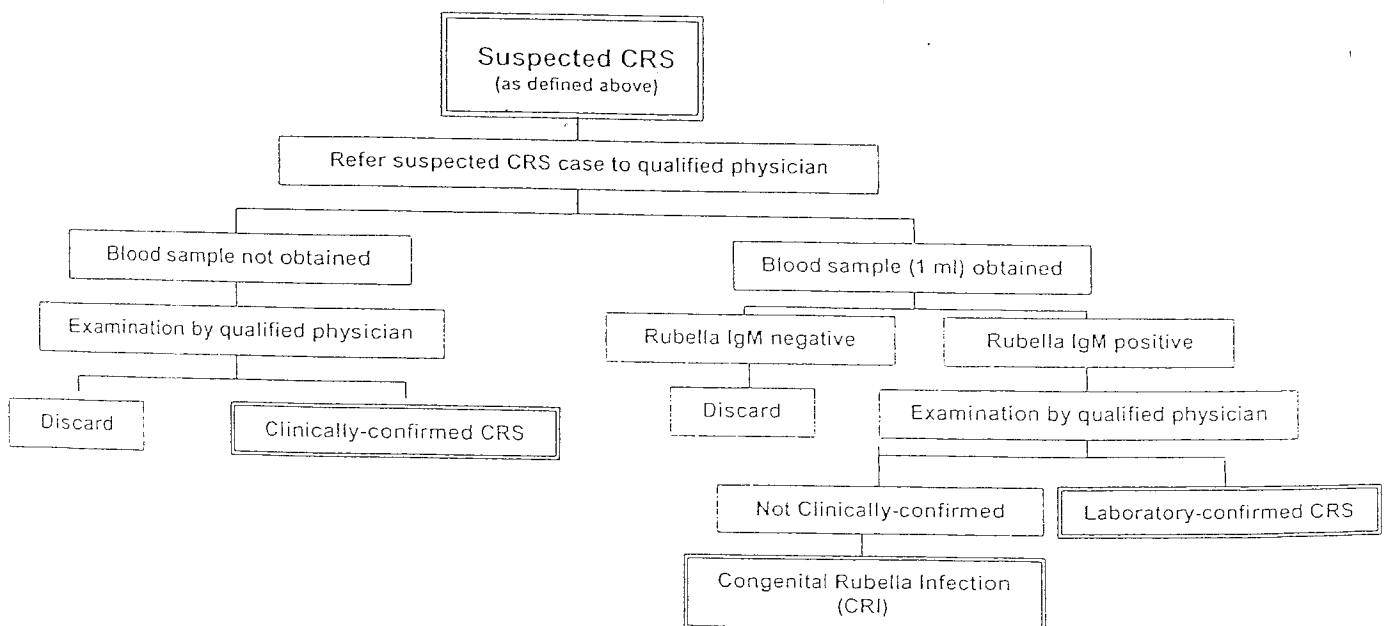 Suspected CRS
(as defined above)
Refer suspected CRS case to qualified physician
Blood sample not obtained
Blood sample (1 ml) obtained
Examination by qualified physician
Rubella IgM negative
Rubella IgM positive
Discard
Clinically-confirmed CRS
Discard
Examination by qualified physician
Not Clinically-confirmed
Laboratory-confirmed CRS
Congenital Rubella Infection
(CRI)